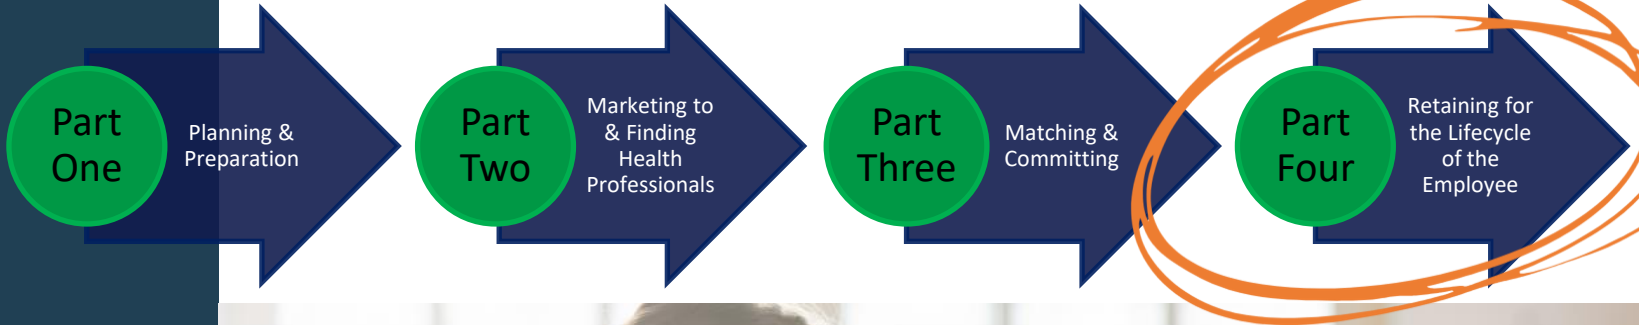 Part
One
Planning &
Preparation
Part
Two
Marketing to
& Finding
Health
Professionals
Part
Three
Matching &
Committing
Part
Four
Retaining for
the Lifecycle
of the
Employee